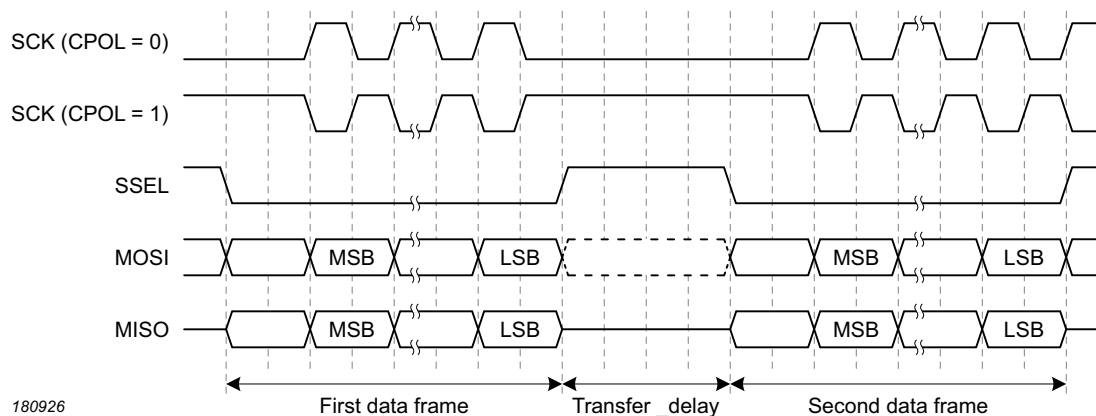 SCK (CPOL = 0)
SCK (CPOL = 1)
SSEL
MOSI
MSB
LSB
MSB
LSB
MISO
MSB
LSB
MSB
LSB
180926
First data frame
Transfer _delay
Second data frame